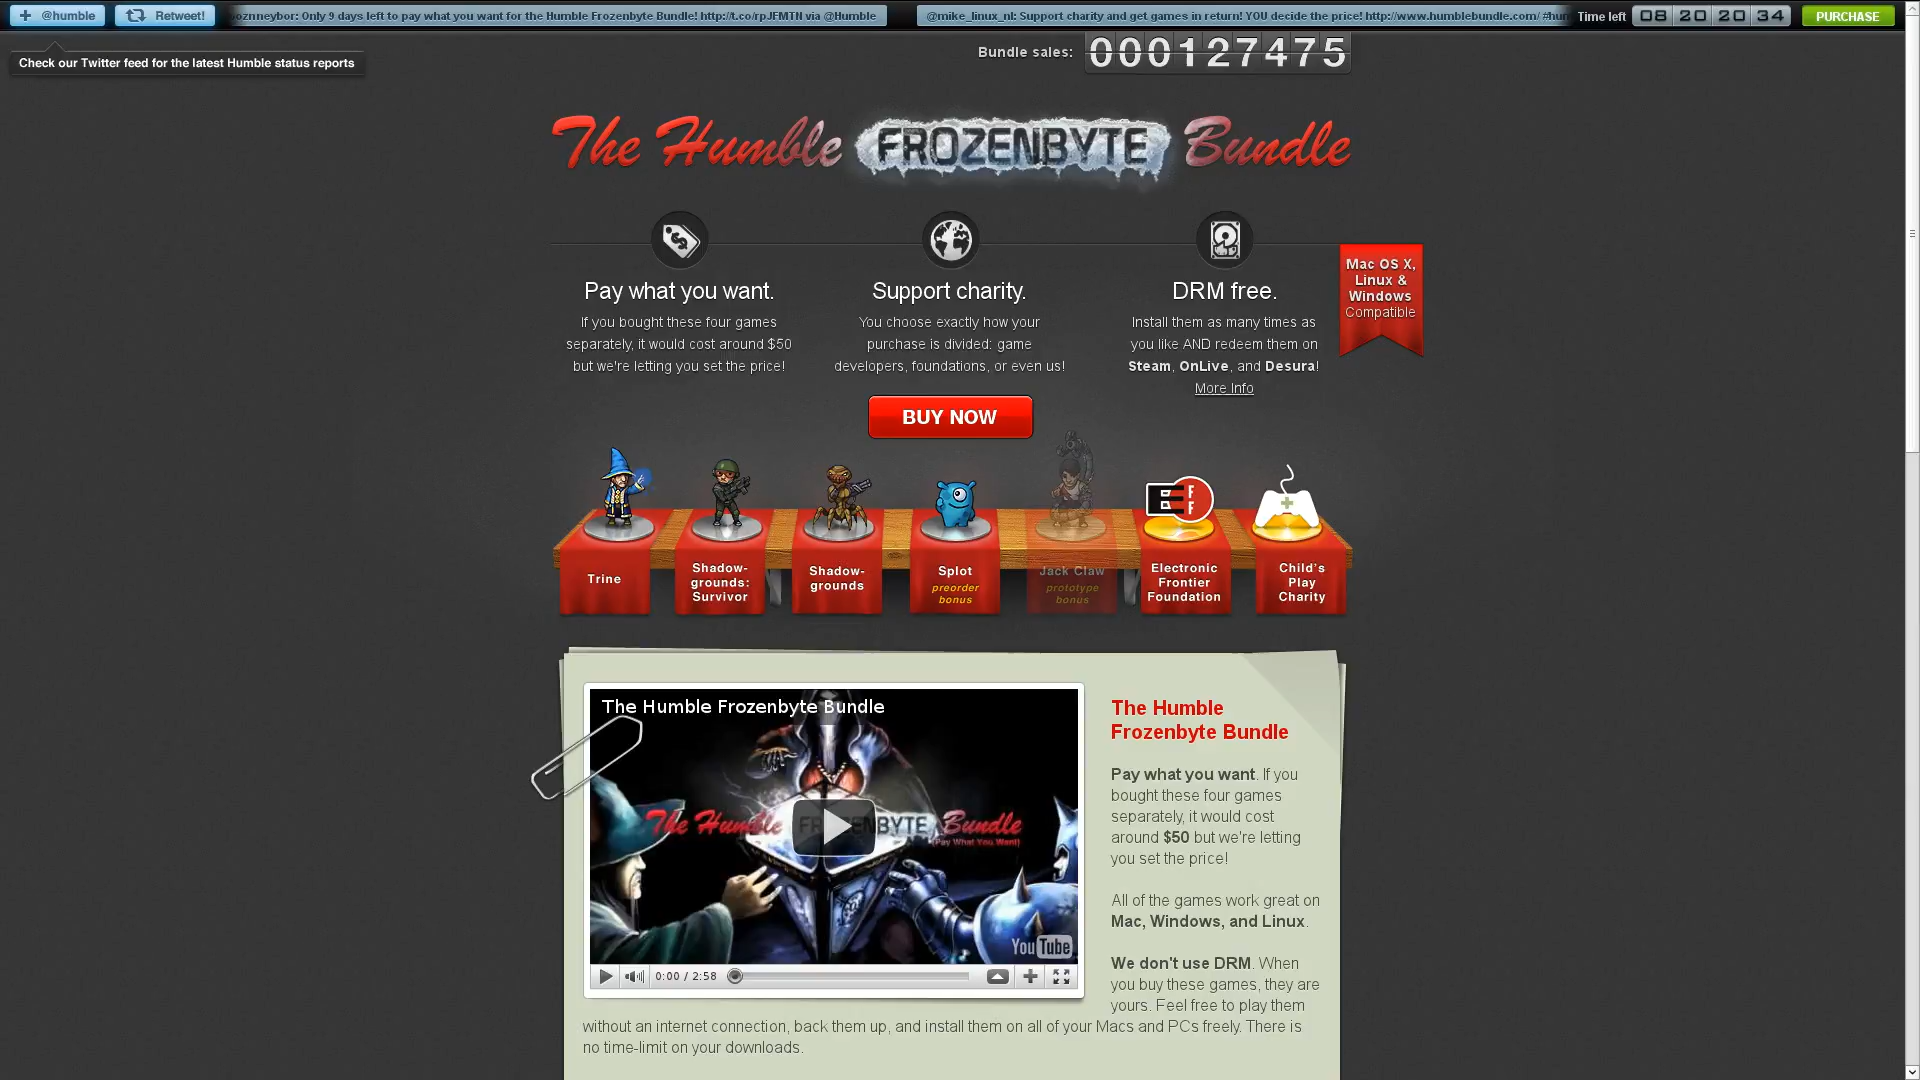 @humble
Retweet!
boznneybor: Only 9 days left to pay what you want for the Humble Frozenbyte Bundle! http://t.co/rpJFMTN via @Humble
@mike_linux_nl: Support charity and get games in return! YOU decide the price! http://www.humblebundle.com/ #hum
Time left
08 20 20 34
PURCHASE
Check our Twitter feed for the latest Humble status reports
Bundle sales:
000127475
The Humble FROZENBYTE Bundle
Pay what you want.
If you bought these four games
separately, it would cost around $50
but we're letting you set the price!
Support charity.
You choose exactly how your
purchase is divided: game
developers, foundations, or even us!
DRM free.
Install them as many times as
you like AND redeem them on
Steam, OnLive, and Desura!
More Info
Mac OS X,
Linux &
Windows
Compatible
BUY NOW
EFF
Trine
Shadow-
grounds:
Survivor
Shadow-
grounds
Splot
preorder
bonus
Jack Claw
prototype
bonus
Electronic
Frontier
Foundation
Child's
Play
Charity
The Humble Frozenbyte Bundle
The Humble FROZENBYTE Bundle
(Pay What You Want)
YouTube
0:00 / 2:58
The Humble
Frozenbyte Bundle
Pay what you want. If you
bought these four games
separately, it would cost
around $50 but we're letting
you set the price!
All of the games work great on
Mac, Windows, and Linux.
We don't use DRM. When
you buy these games, they are
yours. Feel free to play them
without an internet connection, back them up, and install them on all of your Macs and PCs freely. There is
no time-limit on your downloads.